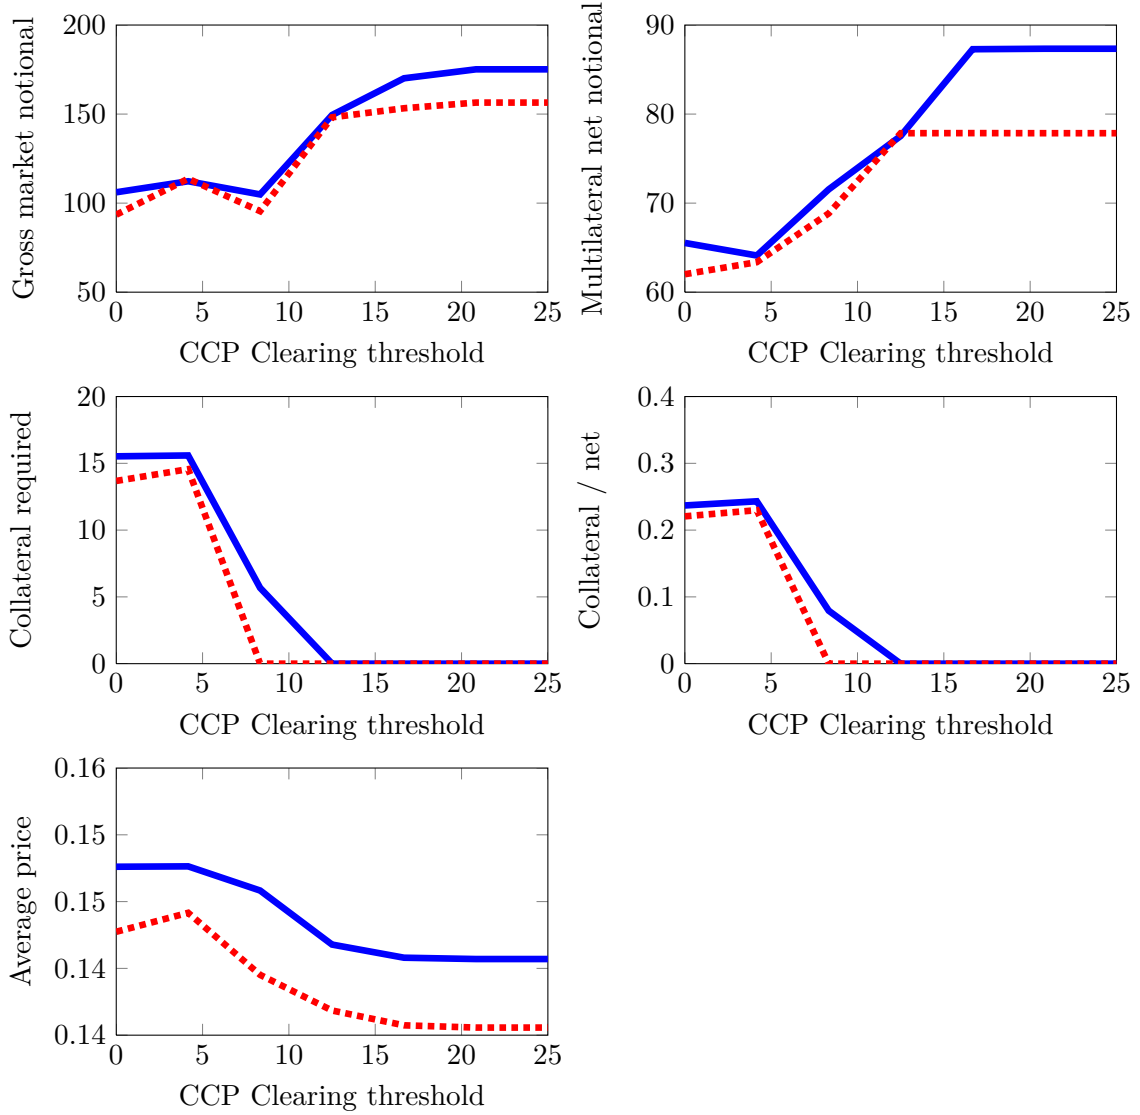 Gross market notional
200
150
100
50
0 5 10 15 20 25
CCP Clearing threshold
Multilateral net notional
90
80
70
60
0 5 10 15 20 25
CCP Clearing threshold
Collateral required
20
15
10
5
0
0 5 10 15 20 25
CCP Clearing threshold
Collateral / net
0.4
0.3
0.2
0.1
0
0 5 10 15 20 25
CCP Clearing threshold
Average price
0.16
0.15
0.15
0.14
0.14
0 5 10 15 20 25
CCP Clearing threshold